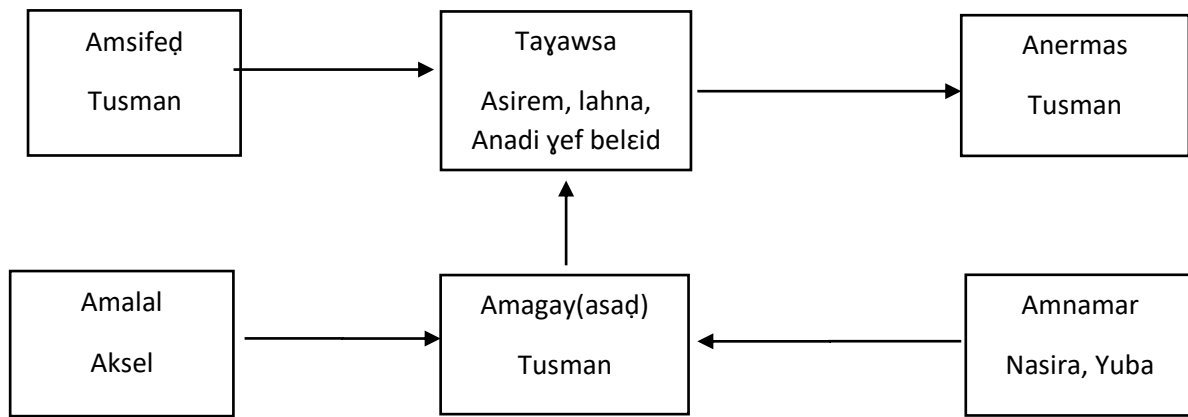 Amsifeḍ
Tusman
Taɣawsa
Asirem, lahna,
Anadi ɣef belɛid
Anermas
Tusman
Amalal
Aksel
Amagay(asaḍ)
Tusman
Amnamar
Nasira, Yuba